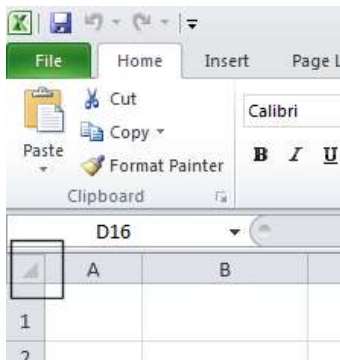 File Home Insert Page L
Cut
Calibri
Copy
Paste
Format Painter
B I U
Clipboard
D16
A B
1
2